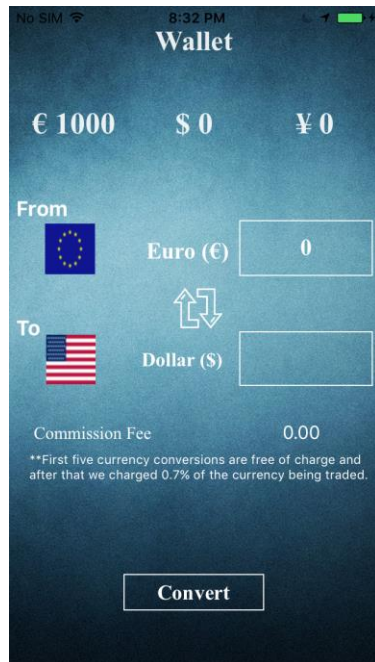 No SIM 8:32 PM
Wallet
€ 1000 $ 0 ¥ 0
From
Euro (€) 0
To
Dollar ($)
Commission Fee 0.00
**First five currency conversions are free of charge and
after that we charged 0.7% of the currency being traded.
Convert